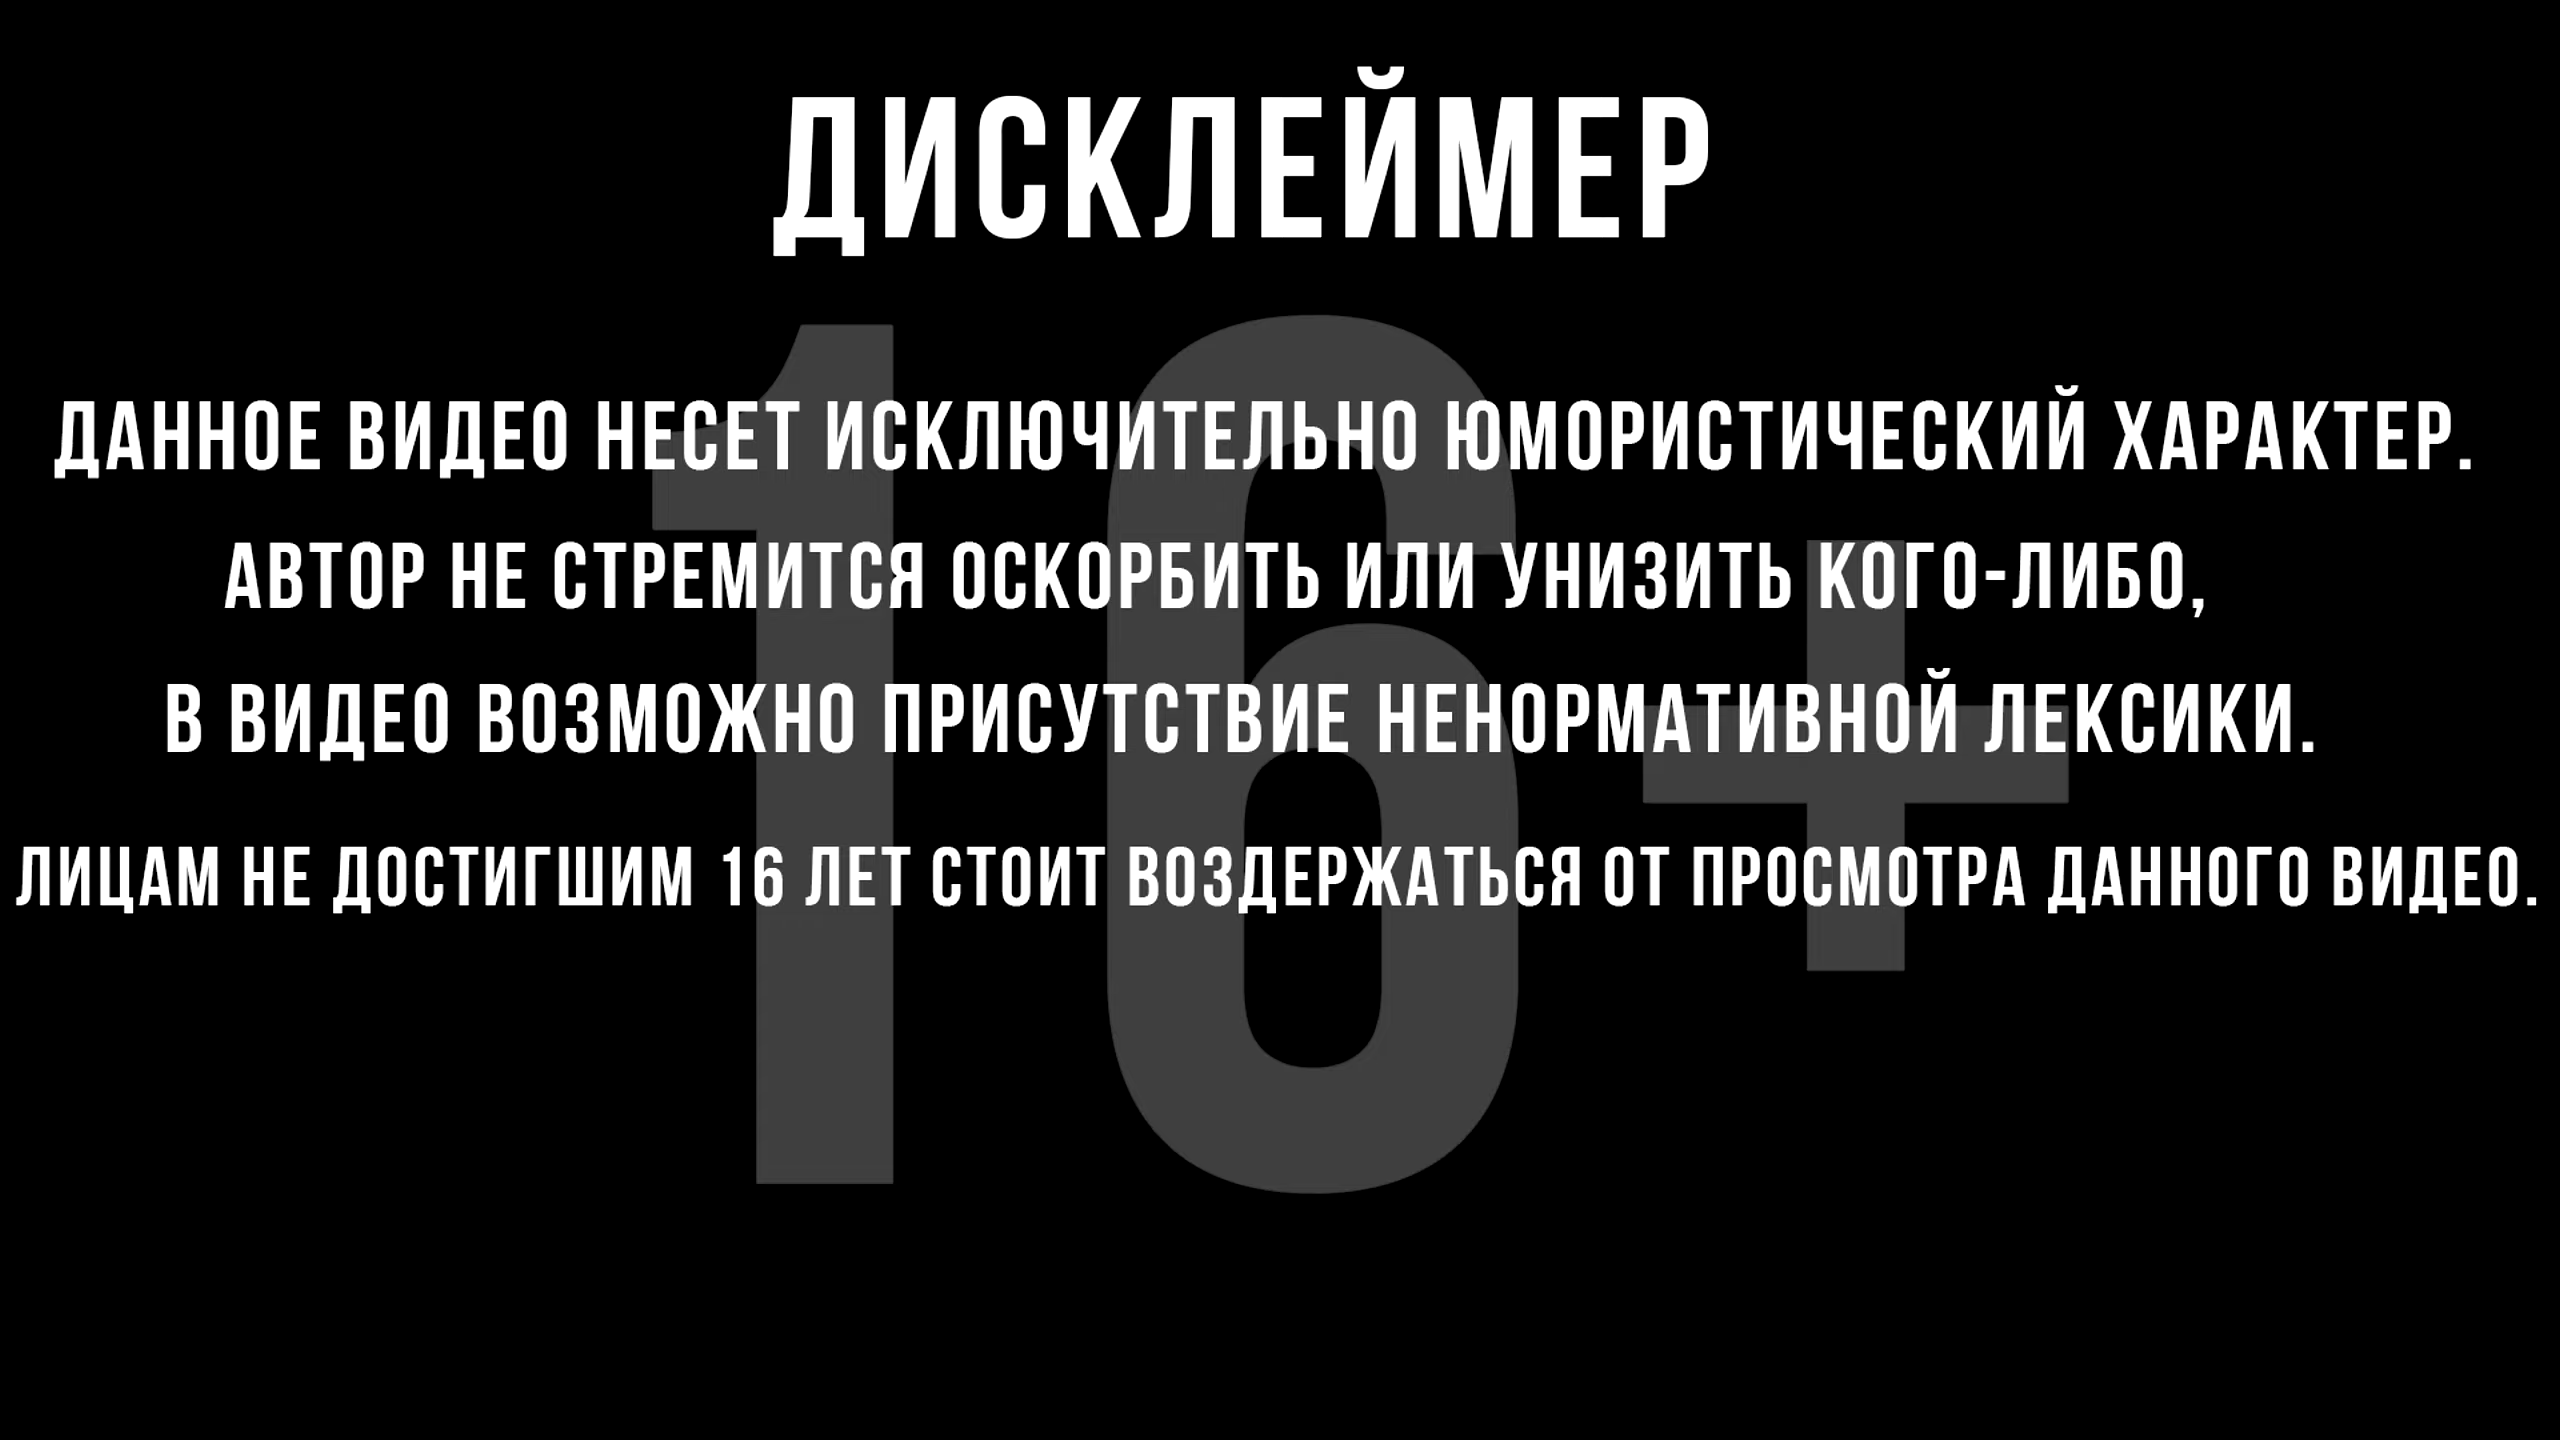 ДИСКЛЕЙМЕР
ДАННОЕ ВИДЕО НЕСЕТ ИСКЛЮЧИТЕЛЬНО ЮМОРИСТИЧЕСКИЙ ХАРАКТЕР.
АВТОР НЕ СТРЕМИТСЯ ОСКОРБИТЬ ИЛИ УНИЗИТЬ КОГО-ЛИБО,
В ВИДЕО ВОЗМОЖНО ПРИСУТСТВИЕ НЕНОРМАТИВНОЙ ЛЕКСИКИ.
ЛИЦАМ НЕ ДОСТИГШИМ 16 ЛЕТ СТОИТ ВОЗДЕРЖАТЬСЯ ОТ ПРОСМОТРА ДАННОГО ВИДЕО.
16+